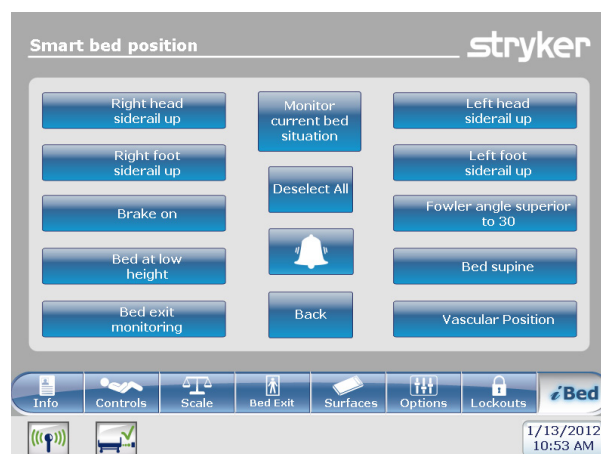 Smart bed position
stryker
Right head
siderail up
Monitor
current bed
situation
Left head
siderail up
Right foot
siderail up
Deselect All
Left foot
siderail up
Brake on
Fowler angle superior
to 30
Bed at low
height
Bed supine
Bed exit
monitoring
Back
Vascular Position
Info
Controls
Scale
Bed Exit
Surfaces
Options
Lockouts
iBed
1/13/2012
10:53 AM